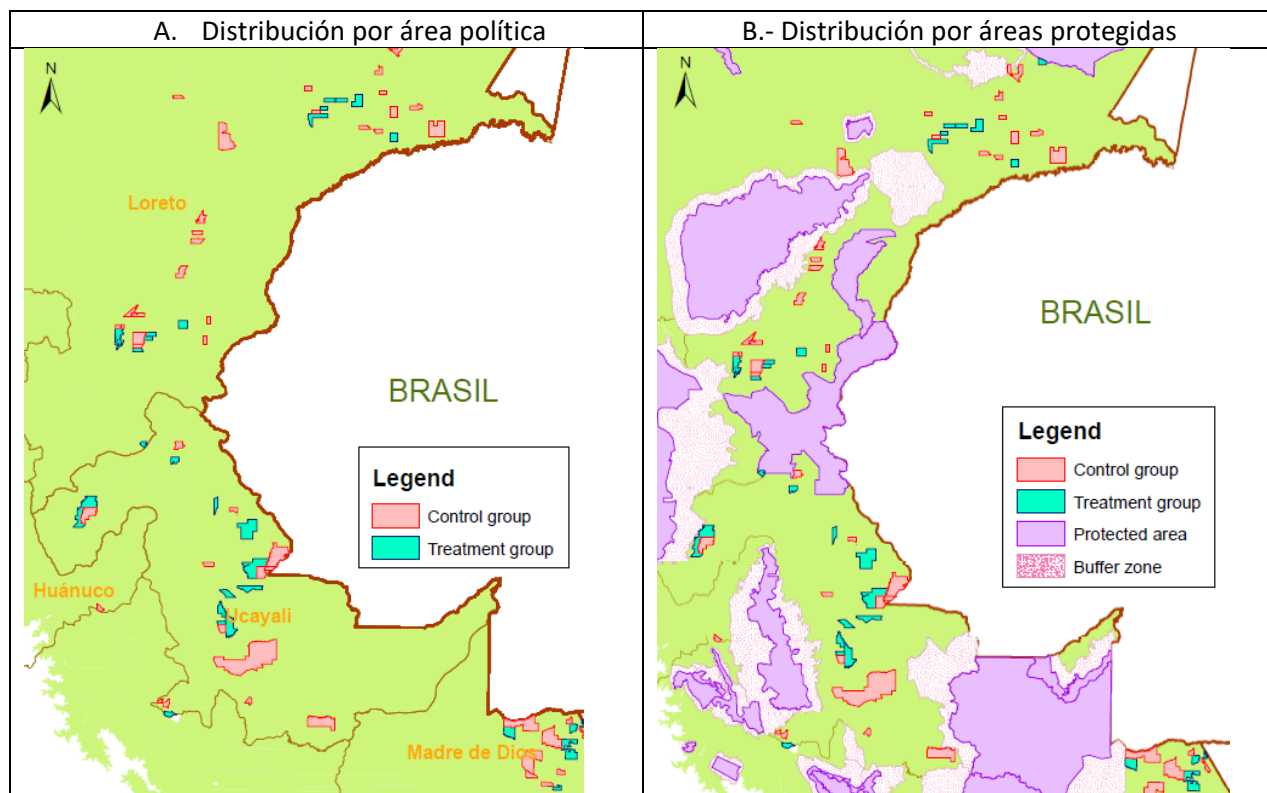 A. Distribución por área política
B.- Distribución por áreas protegidas
N
Loreto
BRASIL
Legend
Control group
Treatment group
Huánuco
Ucayali
Madre de Dios
N
BRASIL
Legend
Control group
Treatment group
Protected area
Buffer zone